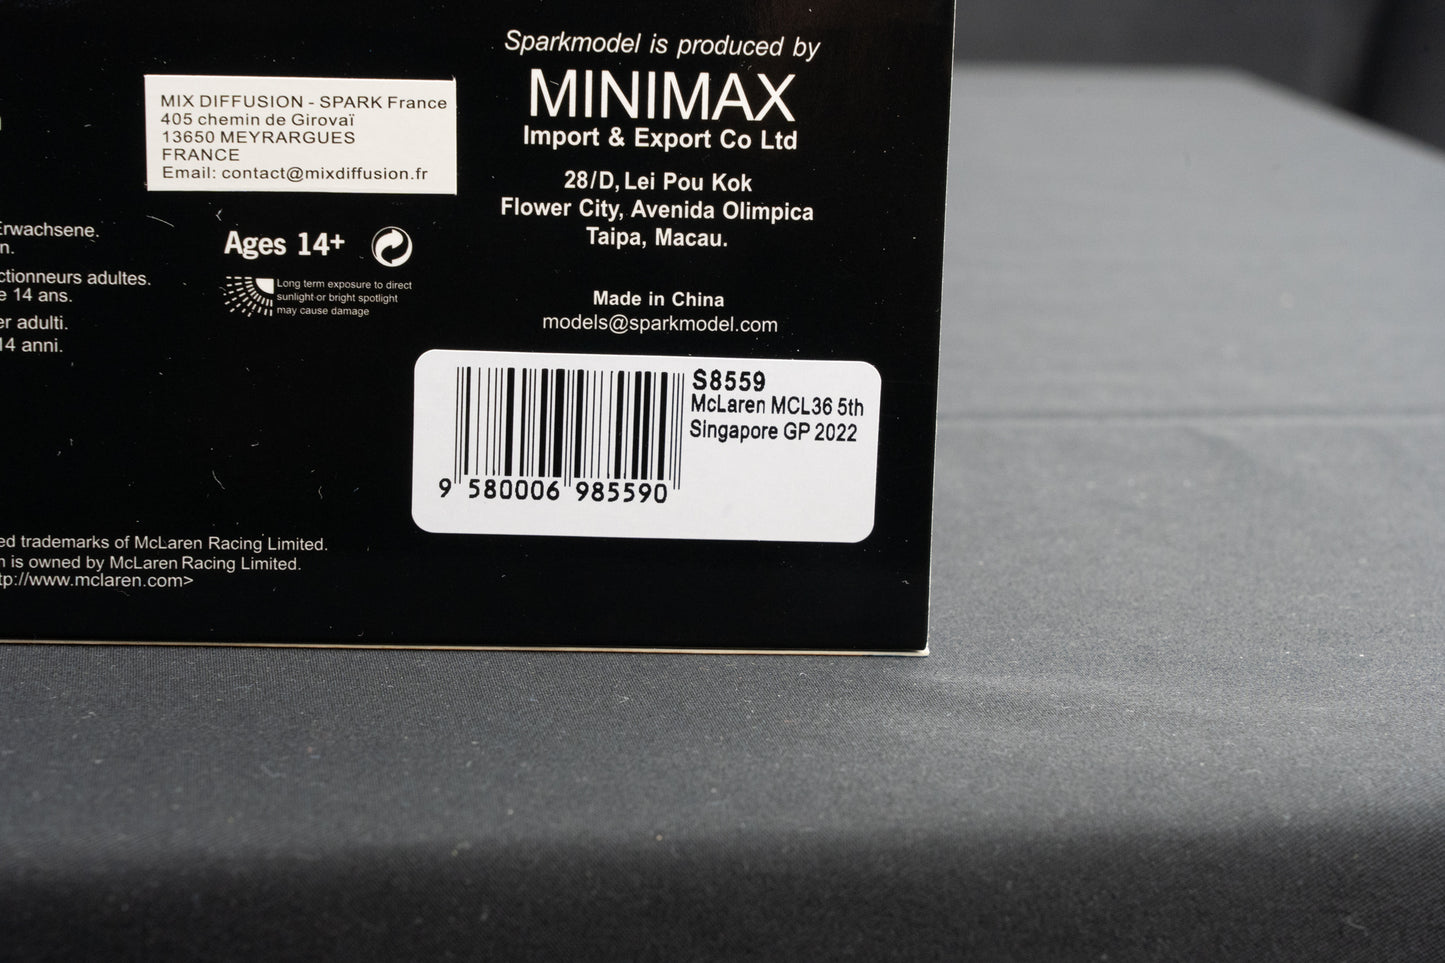 MIX DIFFUSION - SPARK France
405 chemin de Girovaï
13650 MEYRARGUES
FRANCE
Email: contact@mixdiffusion.fr
Sparkmodel is produced by
MINIMAX
Import & Export Co Ltd
28/D, Lei Pou Kok
Flower City, Avenida Olimpica
Taipa, Macau.
Made in China
models@sparkmodel.com
Erwachsene.
n.
ctionneurs adultes.
e 14 ans.
er adulti.
14 anni.
Ages 14+
Long term exposure to direct
sunlight or bright spotlight
may cause damage
S8559
McLaren MCL36 5th
Singapore GP 2022
9 580006 985590
ed trademarks of McLaren Racing Limited.
n is owned by McLaren Racing Limited.
tp://www.mclaren.com>